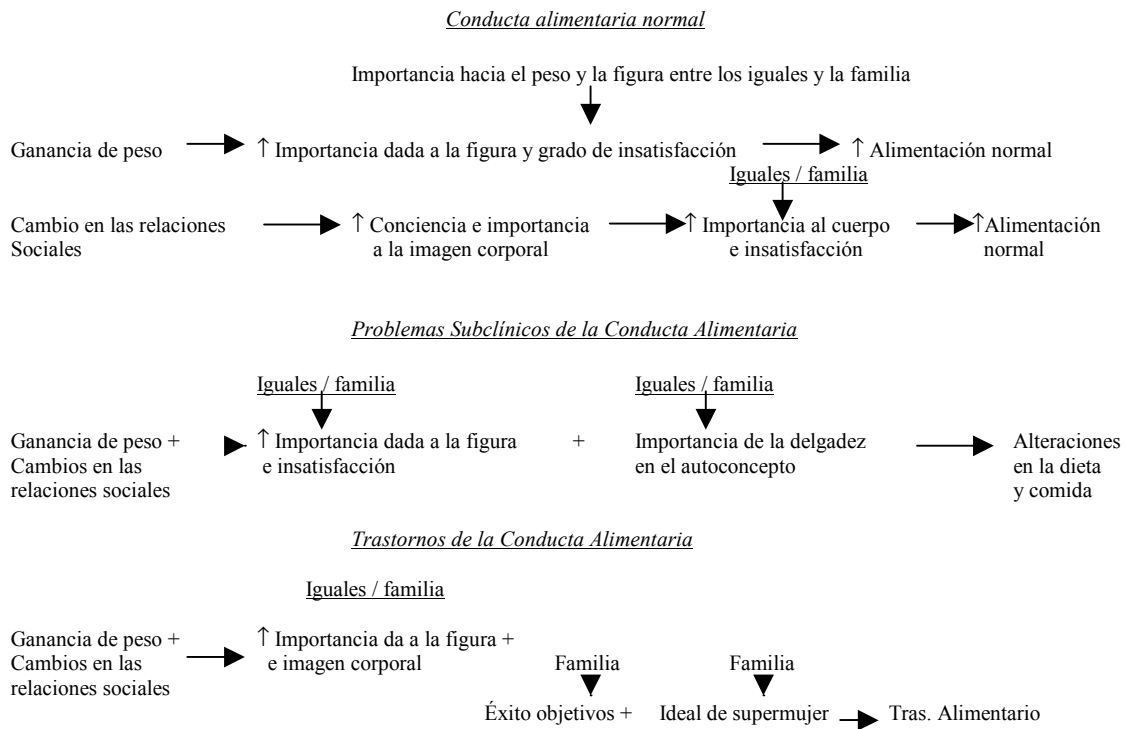 Conducta alimentaria normal
Importancia hacia el peso y la figura entre los iguales y la familia
Ganancia de peso ↑ Importancia dada a la figura y grado de insatisfacción ↑ Alimentación normal
Iguales / familia
Cambio en las relaciones ↑ Conciencia e importancia ↑ Importancia al cuerpo ↑Alimentación
Sociales a la imagen corporal e insatisfacción normal
Problemas Subclínicos de la Conducta Alimentaria
Iguales / familia Iguales / familia
Ganancia de peso + ↑ Importancia dada a la figura + Importancia de la delgadez Alteraciones
Cambios en las e insatisfacción en el autoconcepto en la dieta
relaciones sociales y comida
Trastornos de la Conducta Alimentaria
Iguales / familia
Ganancia de peso + ↑ Importancia da a la figura +
Cambios en las e imagen corporal Familia Familia
relaciones sociales
Éxito objetivos + Ideal de supermujer Tras. Alimentario